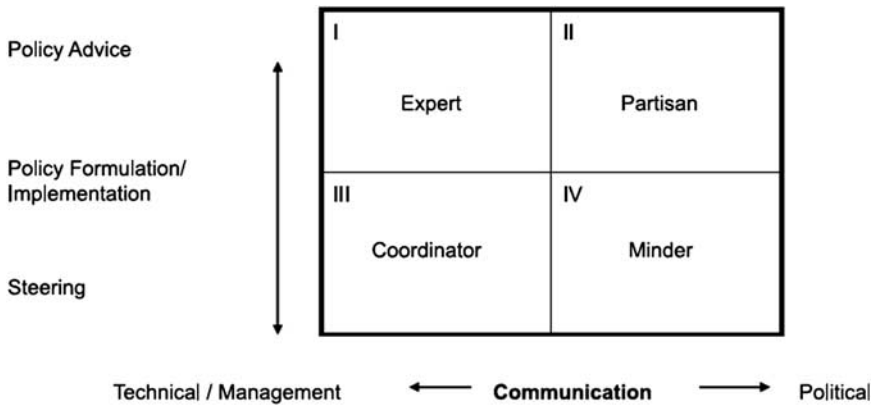 I
II
Policy Advice
Expert
Partisan
Policy Formulation/
Implementation
III
IV
Coordinator
Minder
Steering
Technical / Management
Communication
Political